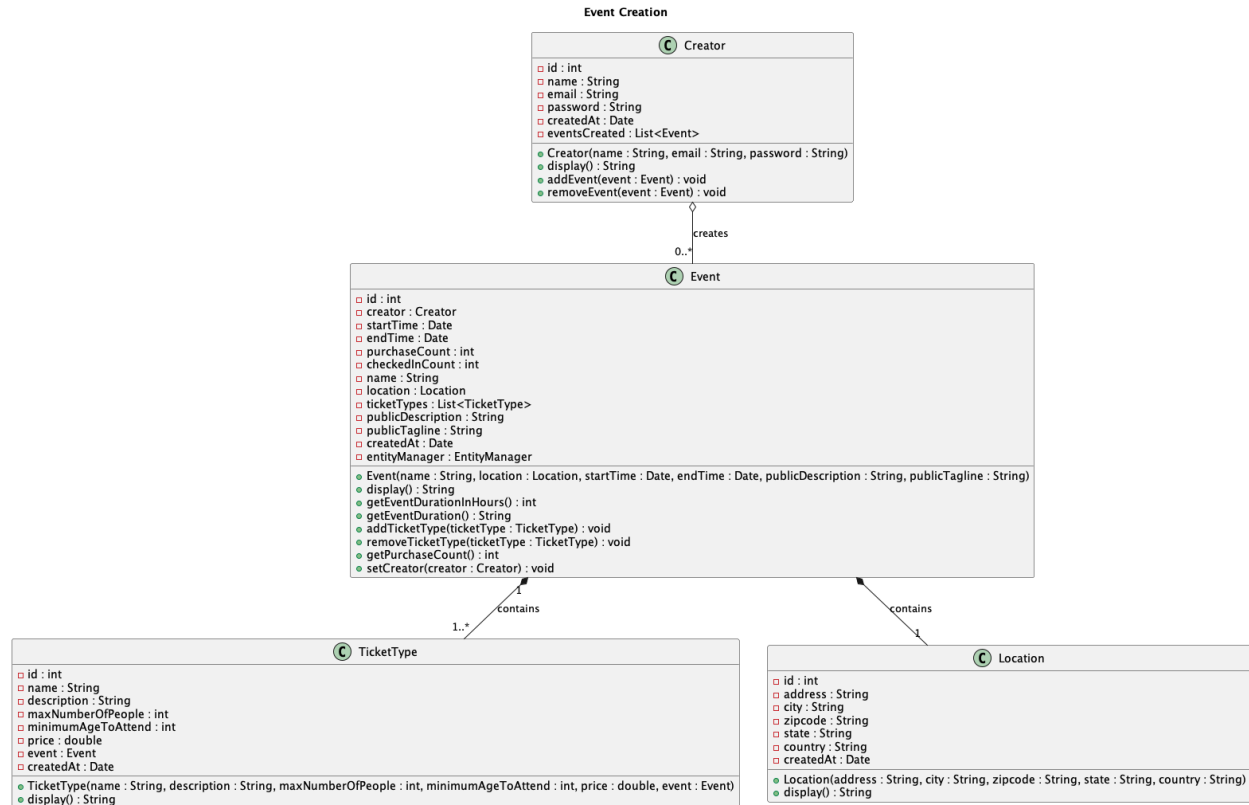 Event Creation
C Creator
id : int
name : String
email : String
password : String
createdAt : Date
eventsCreated : List<Event>
Creator(name : String, email : String, password : String)
display() : String
addEvent(event : Event) : void
removeEvent(event : Event) : void
creates
0..*
C Event
id : int
creator : Creator
startTime : Date
endTime : Date
purchaseCount : int
checkedInCount : int
name : String
location : Location
ticketTypes : List<TicketType>
publicDescription : String
publicTagline : String
createdAt : Date
entityManager : EntityManager
Event(name : String, location : Location, startTime : Date, endTime : Date, publicDescription : String, publicTagline : String)
display() : String
getEventDurationInHours() : int
getEventDuration() : String
addTicketType(ticketType : TicketType) : void
removeTicketType(ticketType : TicketType) : void
getPurchaseCount() : int
setCreator(creator : Creator) : void
1
contains
1..*
contains
1
C TicketType
id : int
name : String
description : String
maxNumberOfPeople : int
minimumAgeToAttend : int
price : double
event : Event
createdAt : Date
TicketType(name : String, description : String, maxNumberOfPeople : int, minimumAgeToAttend : int, price : double, event : Event)
display() : String
C Location
id : int
address : String
city : String
zipcode : String
state : String
country : String
createdAt : Date
Location(address : String, city : String, zipcode : String, state : String, country : String)
display() : String